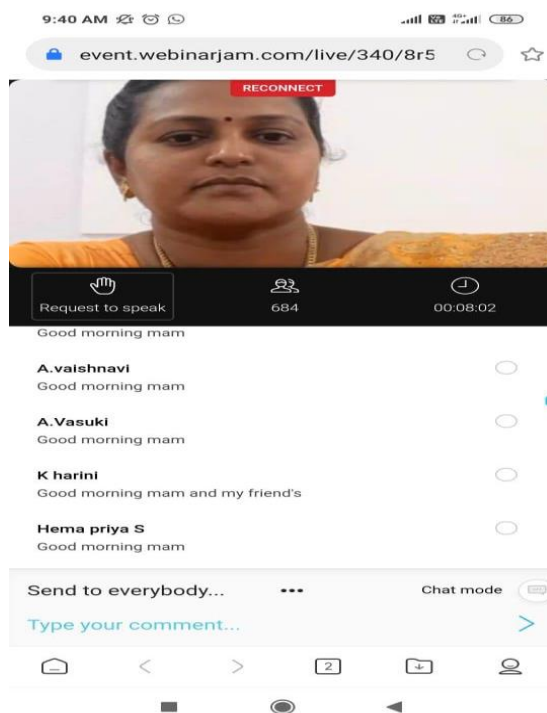 9:40 AM
4G+
86
event.webinarjam.com/live/340/8r5
RECONNECT
Request to speak
684
00:08:02
Good morning mam
A.vaishnavi
Good morning mam
A.Vasuki
Good morning mam
K harini
Good morning mam and my friend's
Hema priya S
Good morning mam
Send to everybody...
Chat mode
Type your comment...
2